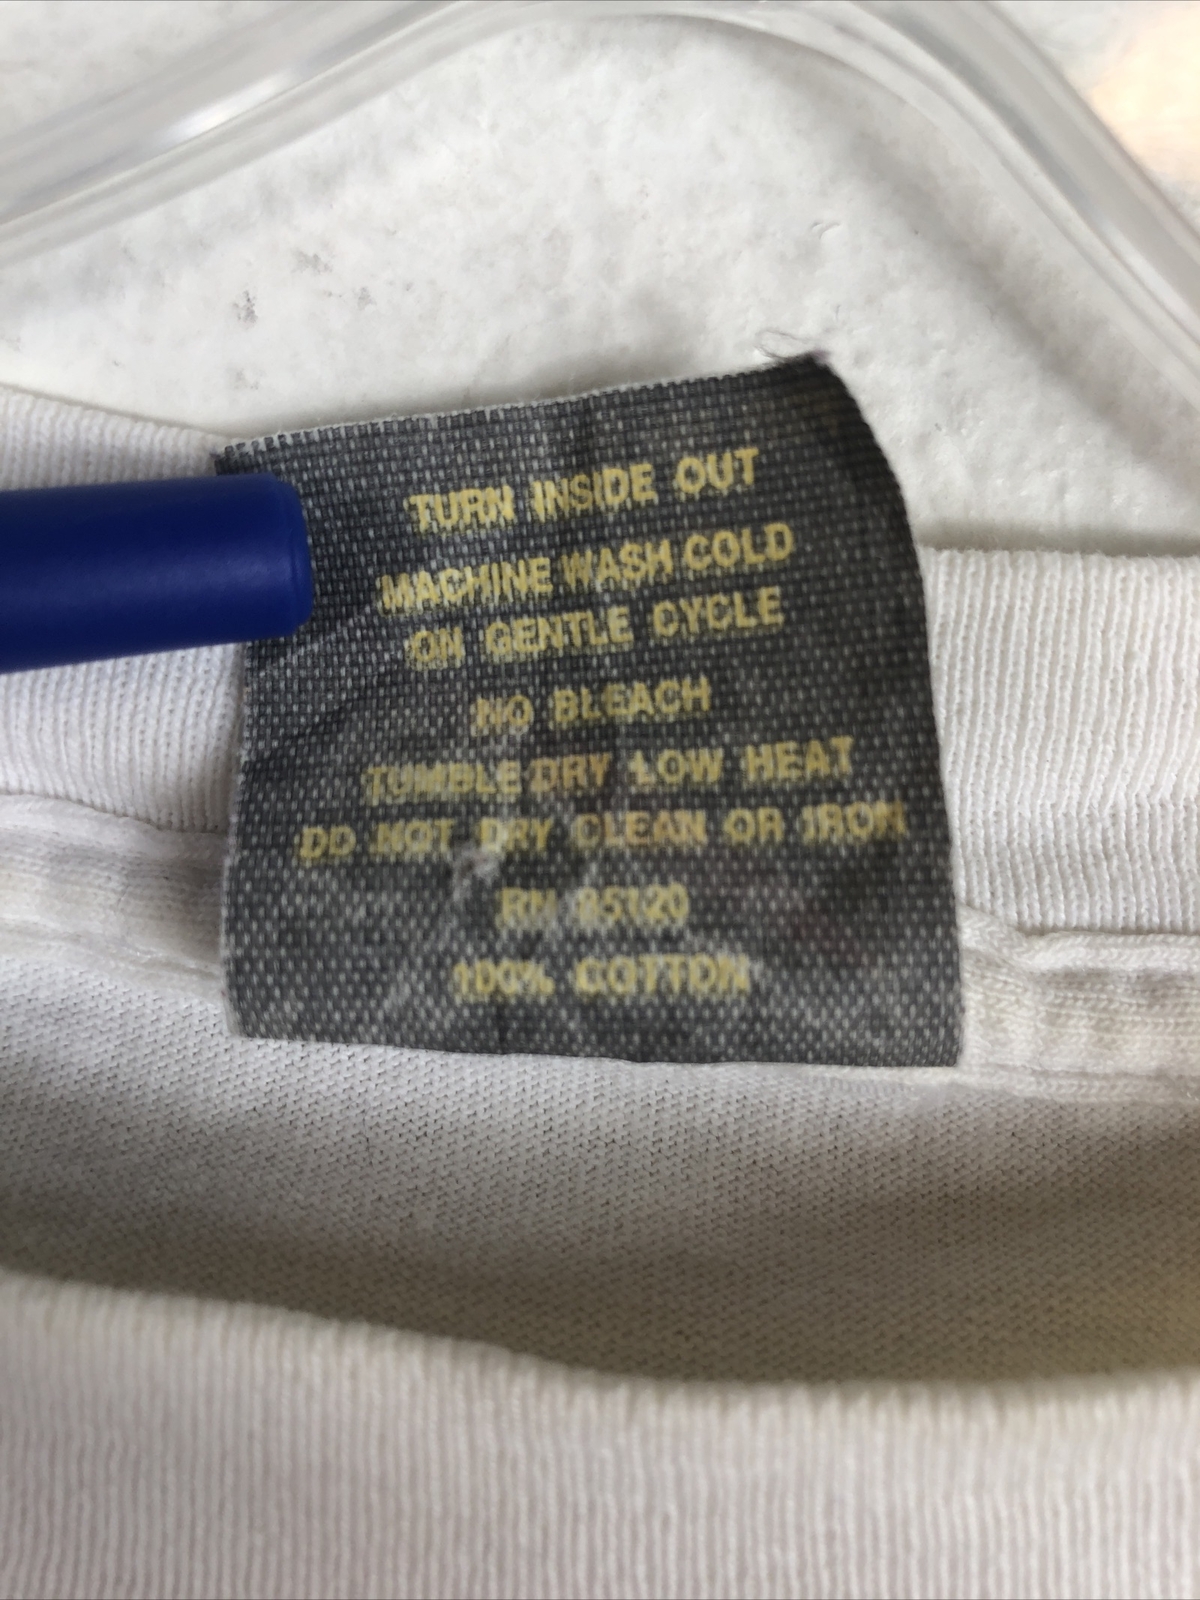 TURN INSIDE OUT
MACHINE WASH COLD
ON GENTLE CYCLE
NO BLEACH
TUMBLE DRY LOW HEAT
DO NOT DRY CLEAN OR IRON
RN
100% COTTON